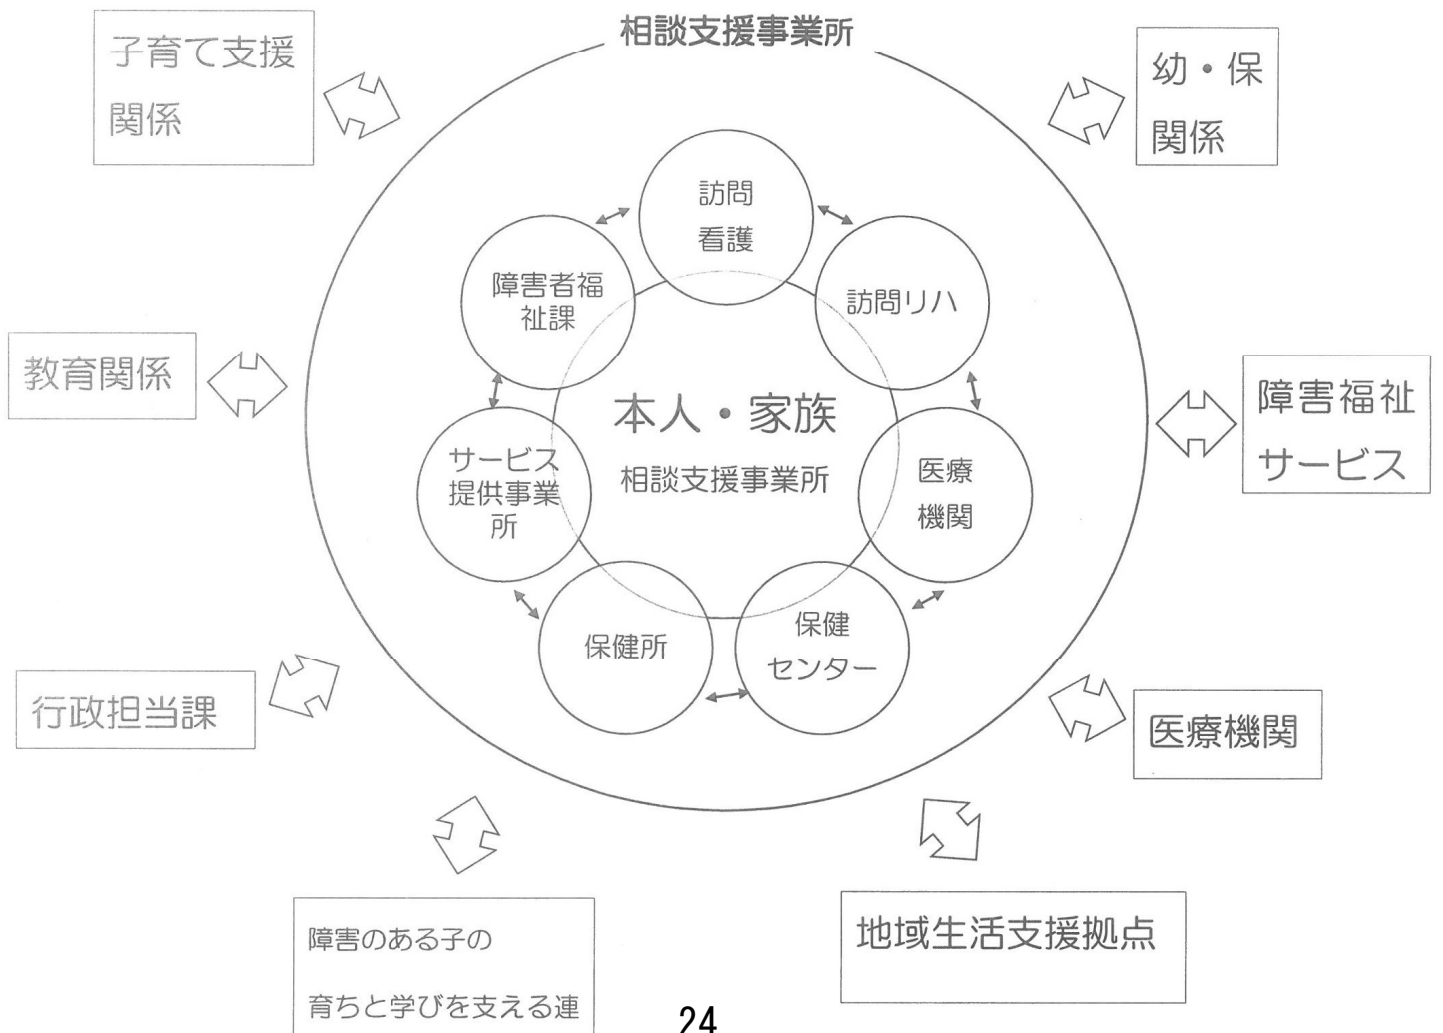 相談支援事業所
子育て支援
関係
幼・保
関係
訪問
看護
障害者福
祉課
訪問リハ
教育関係
本人・家族
相談支援事業所
サービス
提供事業
所
医療
機関
障害福祉
サービス
保健所
保健
センター
行政担当課
医療機関
地域生活支援拠点
障害のある子の
育ちと学びを支える連
24